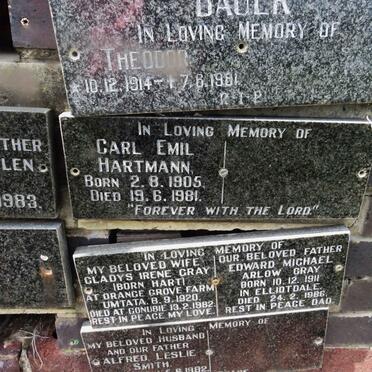 BAUER
IN LOVING MEMORY OF
THEODOR
*10.12.1914 - +7.6.1981
R.I.P.
THER
LEN
1983.
IN LOVING MEMORY OF
CARL EMIL
HARTMANN
BORN 2.8.1905
DIED 19.6.1981.
"FOREVER WITH THE LORD"
IN LOVING MEMORY OF
MY BELOVED WIFE
GLADYS IRENE GRAY
(BORN HART
AT ORANGE GROVE FARM
UMTATA. 8.9.1920
DIED AT GONUBIE 13.2.1982
REST IN PEACE MY LOVE.
OUR BELOVED FATHER
EDWARD MICHAEL
ARLOW GRAY
BORN 10.12.1911
IN ELLIOTDALE.
DIED 24.2.1986
REST IN PEACE DAD.
IN LOVING MEMORY OF
MY BELOVED HUSBAND
AND OUR FATHER
ALFRED LESLIE
SMITH.